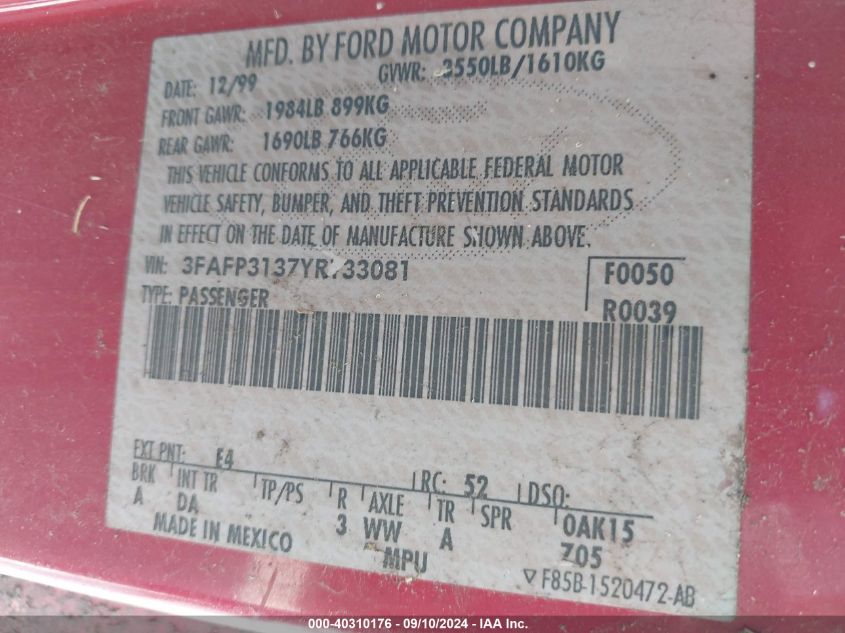 MFD. BY FORD MOTOR COMPANY
DATE: 12/99 GVWR: 3550LB/1610KG
FRONT GAWR: 1984LB 899KG
REAR GAWR: 1690LB 766KG
THIS VEHICLE CONFORMS TO ALL APPLICABLE FEDERAL MOTOR
VEHICLE SAFETY, BUMPER, AND THEFT PREVENTION STANDARDS
IN EFFECT ON THE DATE OF MANUFACTURE SHOWN ABOVE.
VIN: 3FAFP3137YR133081 F0050
TYPE: PASSENGER R0039
EXT PNT: E4 RC: 52 DSO:
BRK INT TR TP/PS R AXLE TR SPR 0AK15
A DA 3 WW A Z05
MADE IN MEXICO MPU F85B-1520472-AB
000-40310176 - 09/10/2024 - IAA Inc.